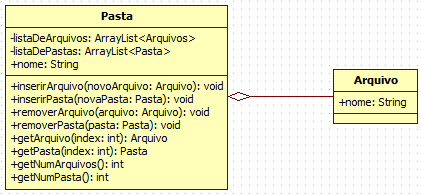 Pasta
-listaDeArquivos: ArrayList<Arquivos>
-listaDePastas: ArrayList<Pasta>
+nome: String
+inserirArquivo(novoArquivo: Arquivo): void
+inserirPasta(novaPasta: Pasta): void
+removerArquivo(arquivo: Arquivo): void
+removerPasta(pasta: Pasta): void
+getArquivo(index: int): Arquivo
+getPasta(index: int): Pasta
+getNumArquivos(): int
+getNumPasta(): int
Arquivo
+nome: String